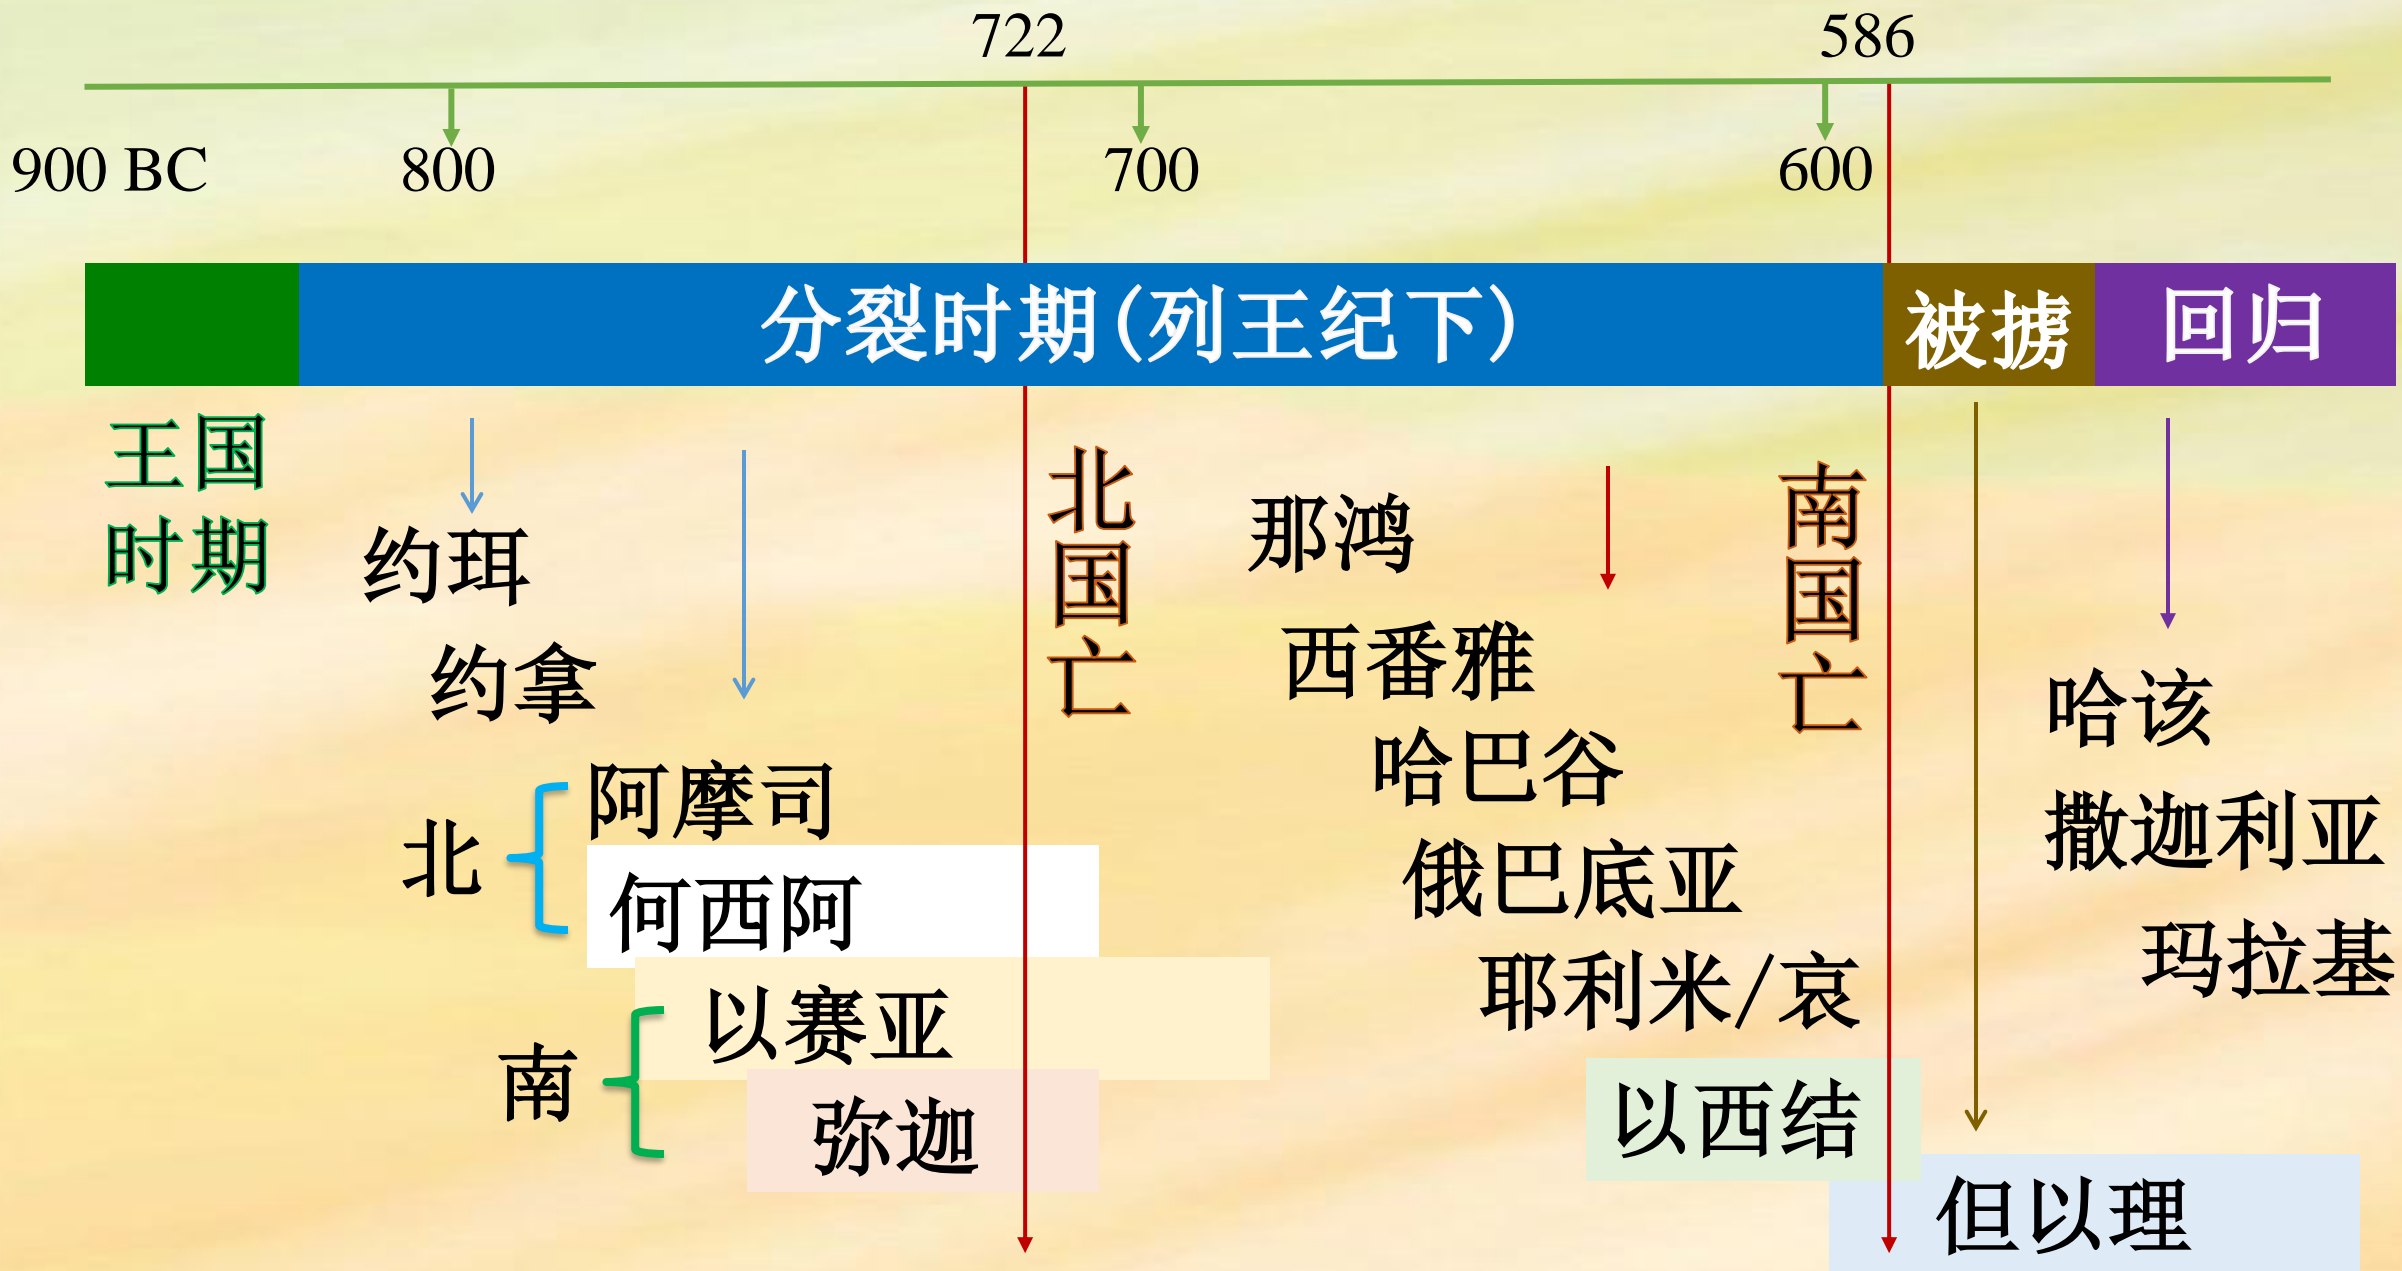 722
586
900 BC
800
700
600
分裂时期(列王纪下)
被掳
回归
王国
时期
北国亡
南国亡
约珥
约拿
北
阿摩司
何西阿
南
以赛亚
弥迦
那鸿
西番雅
哈巴谷
俄巴底亚
耶利米/哀
以西结
但以理
哈该
撒迦利亚
玛拉基